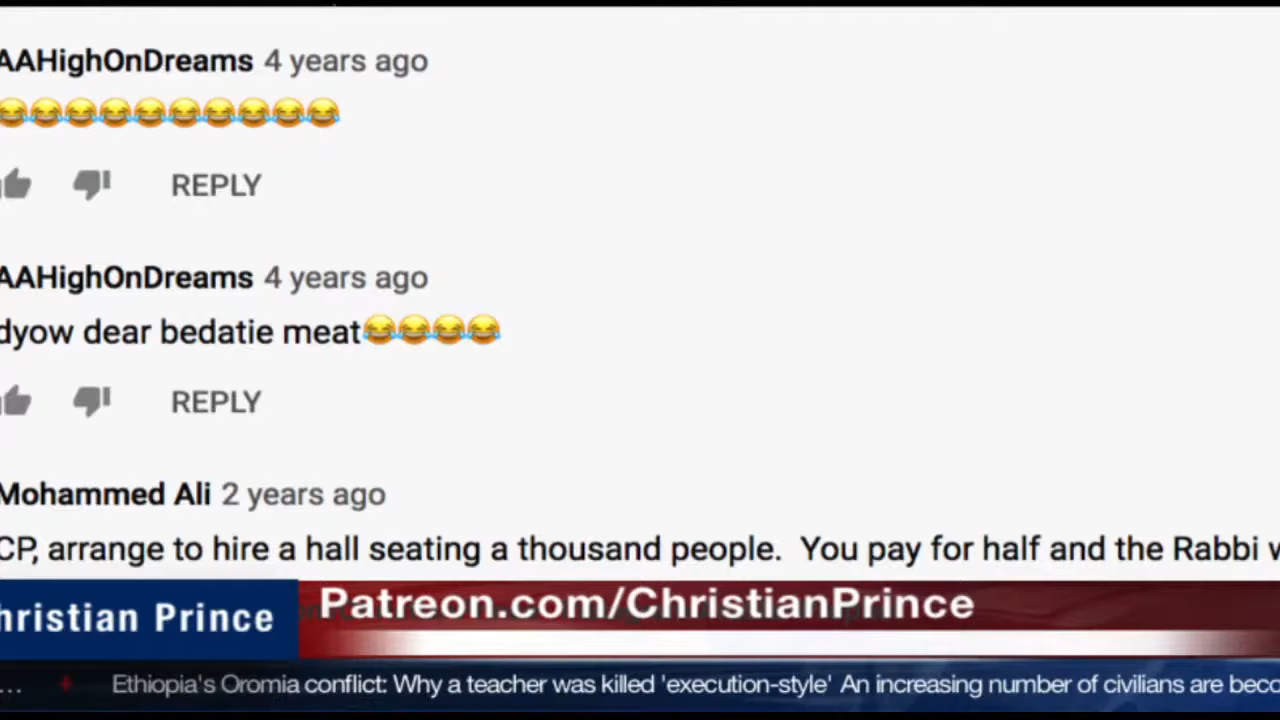 AAHighOnDreams 4 years ago
😂😂😂😂😂😂😂😂😂😂
REPLY
AAHighOnDreams 4 years ago
dyow dear bedatie meat😂😂😂😂
REPLY
Mohammed Ali 2 years ago
CP, arrange to hire a hall seating a thousand people. You pay for half and the Rabbi w
hristian Prince
Patreon.com/ChristianPrince
... Ethiopia's Oromia conflict: Why a teacher was killed 'execution-style' An increasing number of civilians are beco